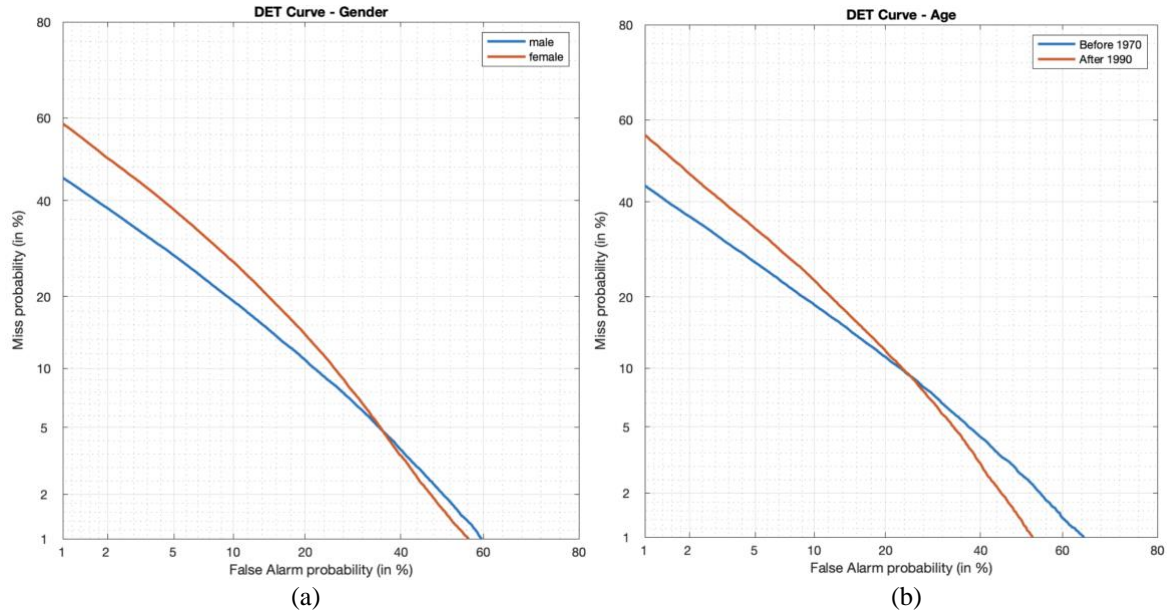 DET Curve - Gender
80
60
40
20
10
5
2
1
Miss probability (in %)
male
female
1 2 5 10 20 40 60 80
False Alarm probability (in %)
(a)
DET Curve - Age
80
60
40
20
10
5
2
1
Miss probability (in %)
Before 1970
After 1990
1 2 5 10 20 40 60 80
False Alarm probability (in %)
(b)